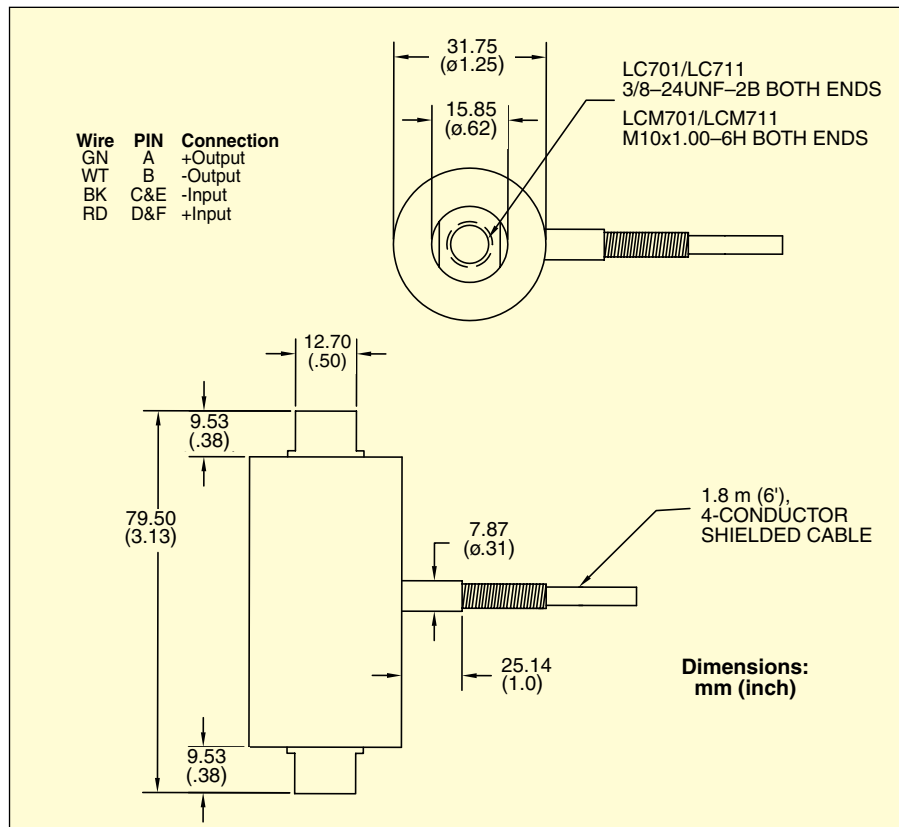 31.75
(ø1.25)
15.85
(ø.62)
LC701/LC711
3/8–24UNF–2B BOTH ENDS
LCM701/LCM711
M10x1.00–6H BOTH ENDS
Wire PIN Connection
GN A +Output
WT B -Output
BK C&E -Input
RD D&F +Input
12.70
(.50)
9.53
(.38)
79.50
(3.13)
7.87
(ø.31)
1.8 m (6'),
4-CONDUCTOR
SHIELDED CABLE
25.14
(1.0)
Dimensions:
mm (inch)
9.53
(.38)